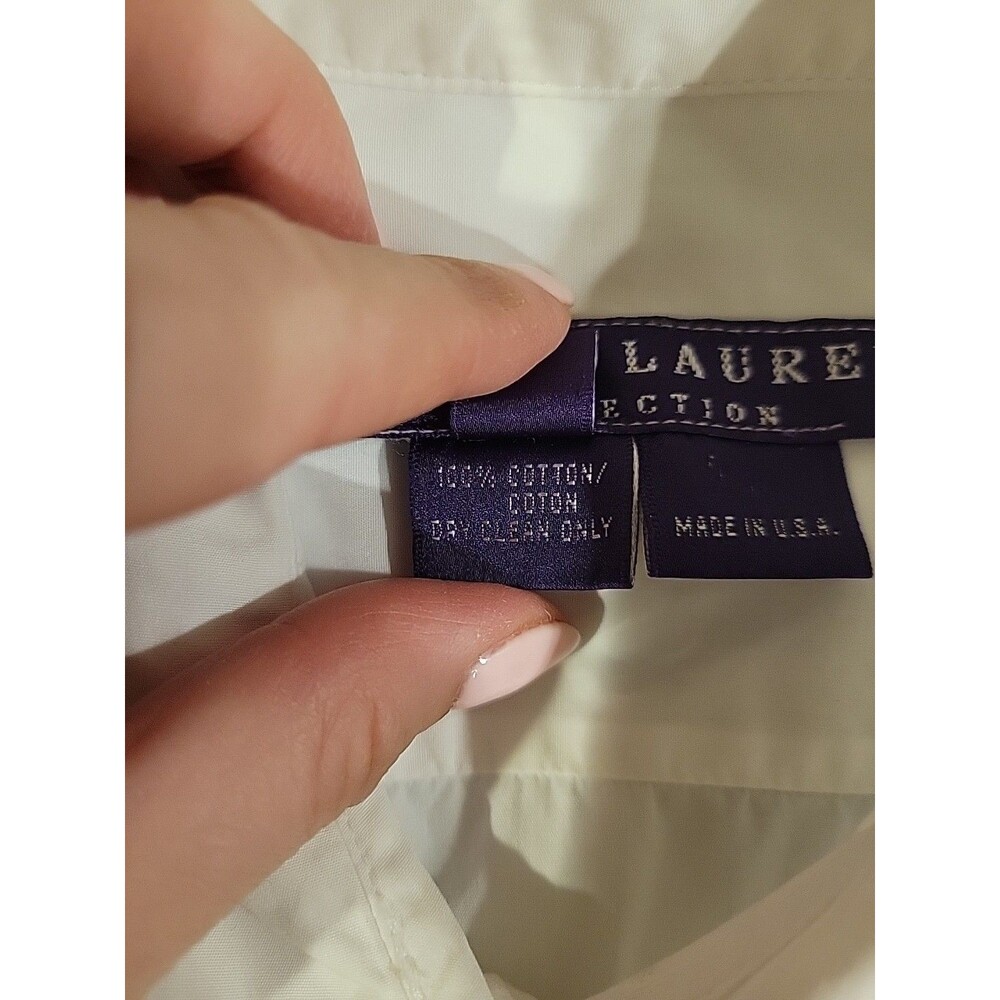 LAURE
ECTION
100% COTTON/
COTON
DRY CLEAN ONLY
MADE IN U.S.A.